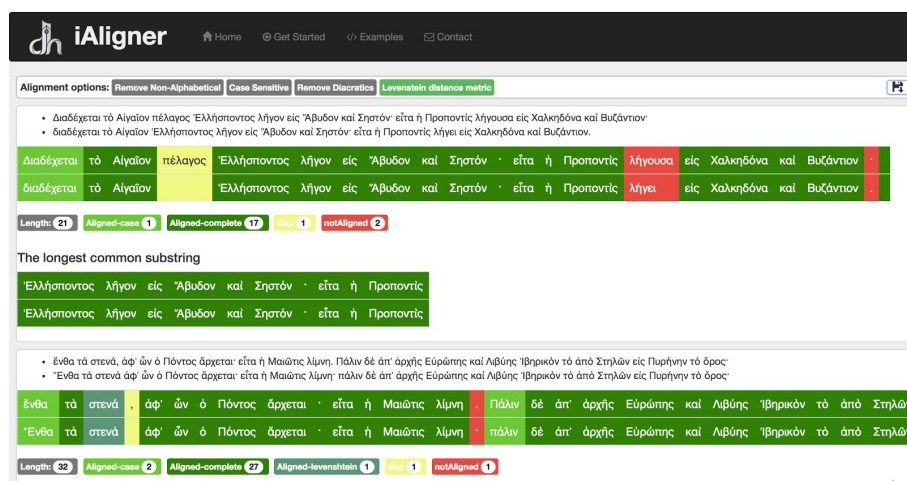 iAligner Home Get Started </> Examples Contact
Alignment options: Remove Non-Alphabetical Case Sensitive Remove Diacratics Levenstein distance metric
• Διαδέχεται τὸ Αἰγαῖον πέλαγος Ἑλλήσποντος λῆγον εἰς Ἄβυδον καὶ Σηστόν· εἶτα ἡ Προποντὶς λήγουσα εἰς Χαλκηδόνα καὶ Βυζάντιον·
• διαδέχεται τὸ Αἰγαῖον Ἑλλήσποντος λῆγον εἰς Ἄβυδον καὶ Σηστόν· εἶτα ἡ Προποντὶς λήγει εἰς Χαλκηδόνα καὶ Βυζάντιον.
Διαδέχεται τὸ Αἰγαῖον πέλαγος Ἑλλήσποντος λῆγον εἰς Ἄβυδον καὶ Σηστόν · εἶτα ἡ Προποντὶς λήγουσα εἰς Χαλκηδόνα καὶ Βυζάντιον ·
διαδέχεται τὸ Αἰγαῖον Ἑλλήσποντος λῆγον εἰς Ἄβυδον καὶ Σηστόν · εἶτα ἡ Προποντὶς λήγει εἰς Χαλκηδόνα καὶ Βυζάντιον .
Length: 21 Aligned-case 1 Aligned-complete 17 Gap 1 notAligned 2
The longest common substring
Ἑλλήσποντος λῆγον εἰς Ἄβυδον καὶ Σηστόν · εἶτα ἡ Προποντὶς
Ἑλλήσποντος λῆγον εἰς Ἄβυδον καὶ Σηστόν · εἶτα ἡ Προποντὶς
• ἔνθα τὰ στενά, ἀφ' ὧν ὁ Πόντος ἄρχεται· εἶτα ἡ Μαιῶτις λίμνη. Πάλιν δὲ ἀπ' ἀρχῆς Εὐρώπης καὶ Λιβύης Ἰβηρικὸν τὸ ἀπὸ Στηλῶν εἰς Πυρήνην τὸ ὄρος·
• Ἔνθα τὰ στενὰ ἀφ' ὧν ὁ Πόντος ἄρχεται· εἶτα ἡ Μαιῶτις λίμνη· πάλιν δὲ ἀπ' ἀρχῆς Εὐρώπης καὶ Λιβύης Ἰβηρικὸν τὸ ἀπὸ Στηλῶν εἰς Πυρήνην τὸ ὄρος·
ἔνθα τὰ στενά , ἀφ' ὧν ὁ Πόντος ἄρχεται · εἶτα ἡ Μαιῶτις λίμνη . Πάλιν δὲ ἀπ' ἀρχῆς Εὐρώπης καὶ Λιβύης Ἰβηρικὸν τὸ ἀπὸ Στηλῶ
Ἔνθα τὰ στενὰ ἀφ' ὧν ὁ Πόντος ἄρχεται · εἶτα ἡ Μαιῶτις λίμνη · πάλιν δὲ ἀπ' ἀρχῆς Εὐρώπης καὶ Λιβύης Ἰβηρικὸν τὸ ἀπὸ Στηλῶ
Length: 32 Aligned-case 2 Aligned-complete 27 Aligned-levenshtein 1 Gap 1 notAligned 1